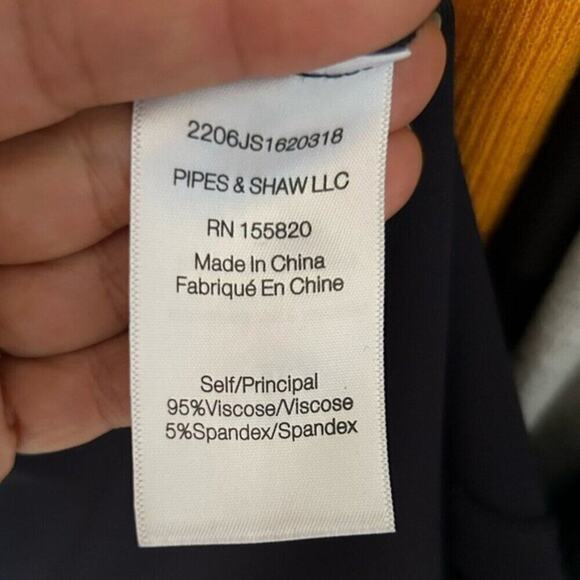 2206JS1620318
PIPES & SHAW LLC
RN 155820
Made In China
Fabriqué En Chine
Self/Principal
95%Viscose/Viscose
5%Spandex/Spandex